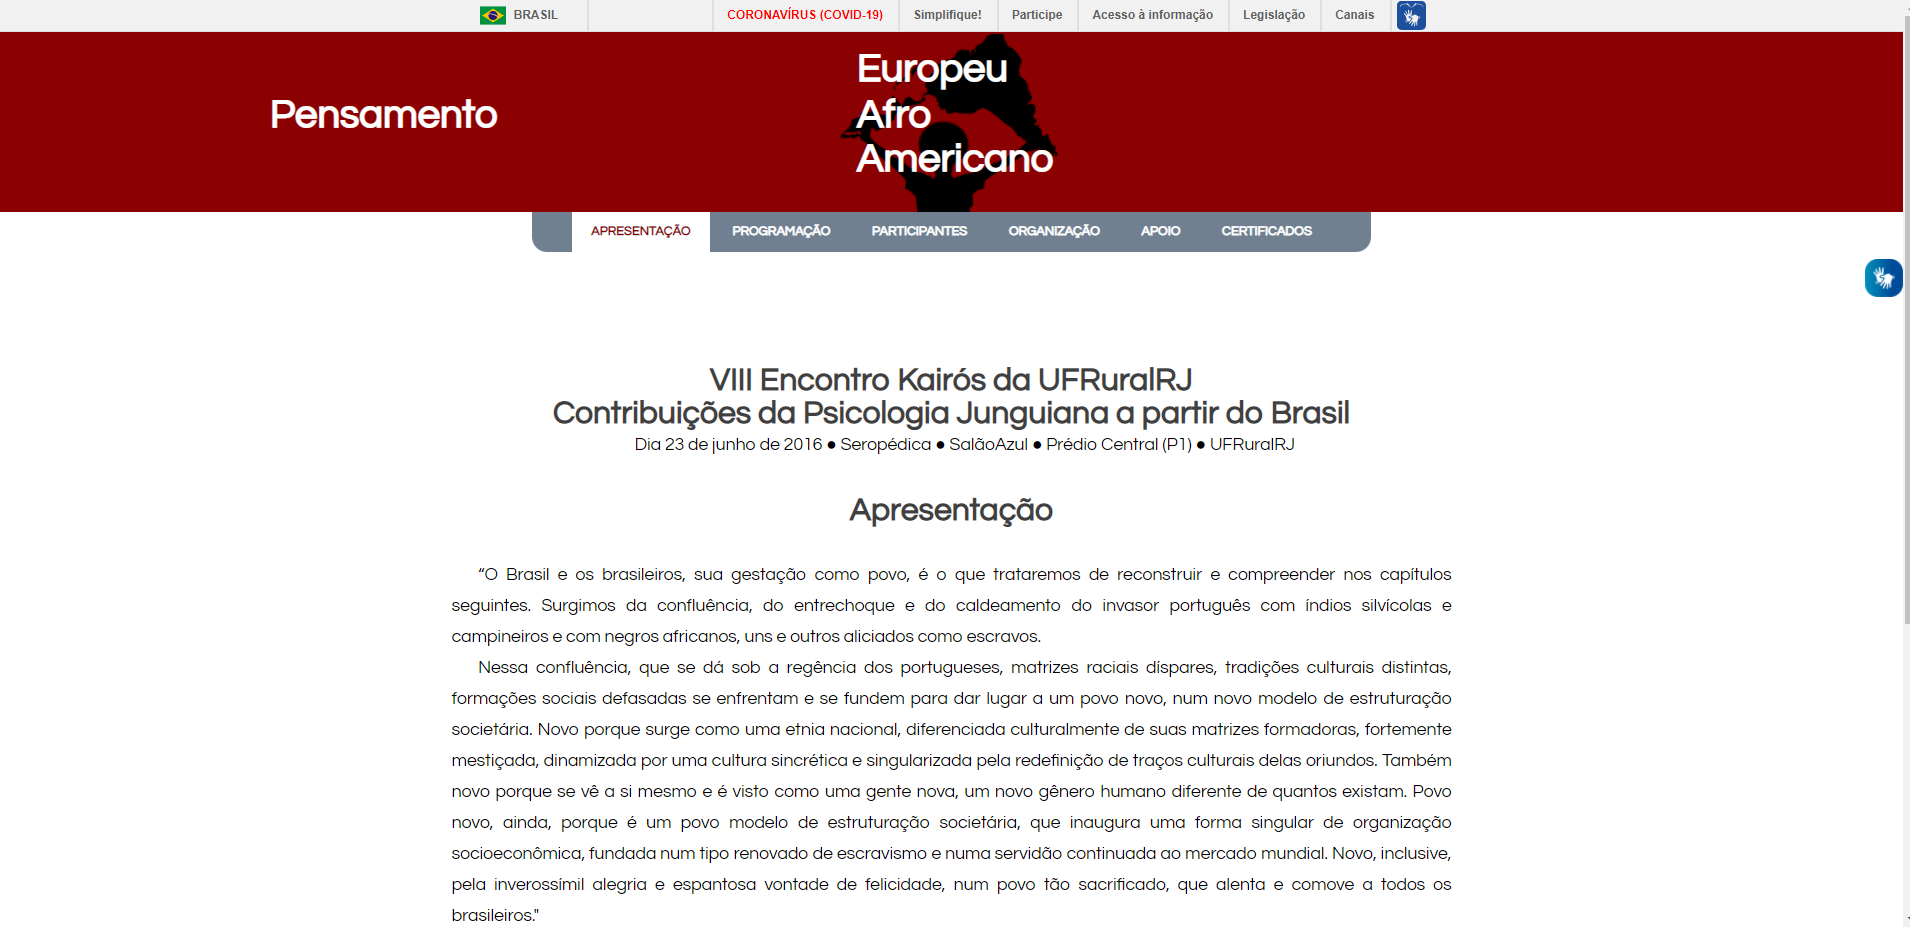 BRASIL
CORONAVÍRUS (COVID-19)
Simplifique!
Participe
Acesso à informação
Legislação
Canais
Pensamento
Europeu
Afro
Americano
APRESENTAÇÃO
PROGRAMAÇÃO
PARTICIPANTES
ORGANIZAÇÃO
APOIO
CERTIFICADOS
VIII Encontro Kairós da UFRuralRJ
Contribuições da Psicologia Junguiana a partir do Brasil
Dia 23 de junho de 2016 ● Seropédica ● SalãoAzul ● Prédio Central (P1) ● UFRuralRJ
Apresentação
“O Brasil e os brasileiros, sua gestação como povo, é o que trataremos de reconstruir e compreender nos capítulos
seguintes. Surgimos da confluência, do entrechoque e do caldeamento do invasor português com índios silvícolas e
campineiros e com negros africanos, uns e outros aliciados como escravos.
Nessa confluência, que se dá sob a regência dos portugueses, matrizes raciais díspares, tradições culturais distintas,
formações sociais defasadas se enfrentam e se fundem para dar lugar a um povo novo, num novo modelo de estruturação
societária. Novo porque surge como uma etnia nacional, diferenciada culturalmente de suas matrizes formadoras, fortemente
mestiçada, dinamizada por uma cultura sincrética e singularizada pela redefinição de traços culturais delas oriundos. Também
novo porque se vê a si mesmo e é visto como uma gente nova, um novo gênero humano diferente de quantos existam. Povo
novo, ainda, porque é um povo modelo de estruturação societária, que inaugura uma forma singular de organização
socioeconômica, fundada num tipo renovado de escravismo e numa servidão continuada ao mercado mundial. Novo, inclusive,
pela inverossímil alegria e espantosa vontade de felicidade, num povo tão sacrificado, que alenta e comove a todos os
brasileiros."